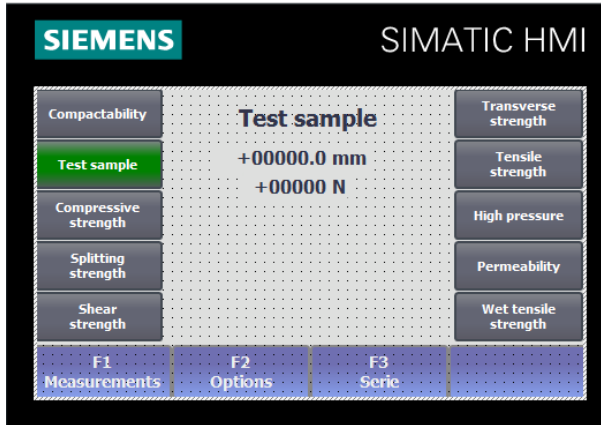 SIEMENS
SIMATIC HMI
Compactability
Test sample
Compressive
strength
Splitting
strength
Shear
strength
Test sample
+00000.0 mm
+00000 N
Transverse
strength
Tensile
strength
High pressure
Permeability
Wet tensile
strength
F1
Measurements
F2
Options
F3
Serie